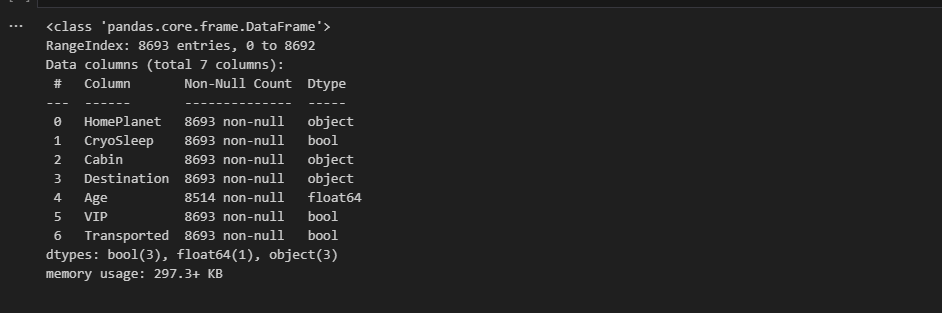 <class 'pandas.core.frame.DataFrame'>
RangeIndex: 8693 entries, 0 to 8692
Data columns (total 7 columns):
 #   Column       Non-Null Count  Dtype
---  ------       --------------  -----
 0   HomePlanet   8693 non-null   object
 1   CryoSleep    8693 non-null   bool
 2   Cabin        8693 non-null   object
 3   Destination  8693 non-null   object
 4   Age          8514 non-null   float64
 5   VIP          8693 non-null   bool
 6   Transported  8693 non-null   bool
dtypes: bool(3), float64(1), object(3)
memory usage: 297.3+ KB